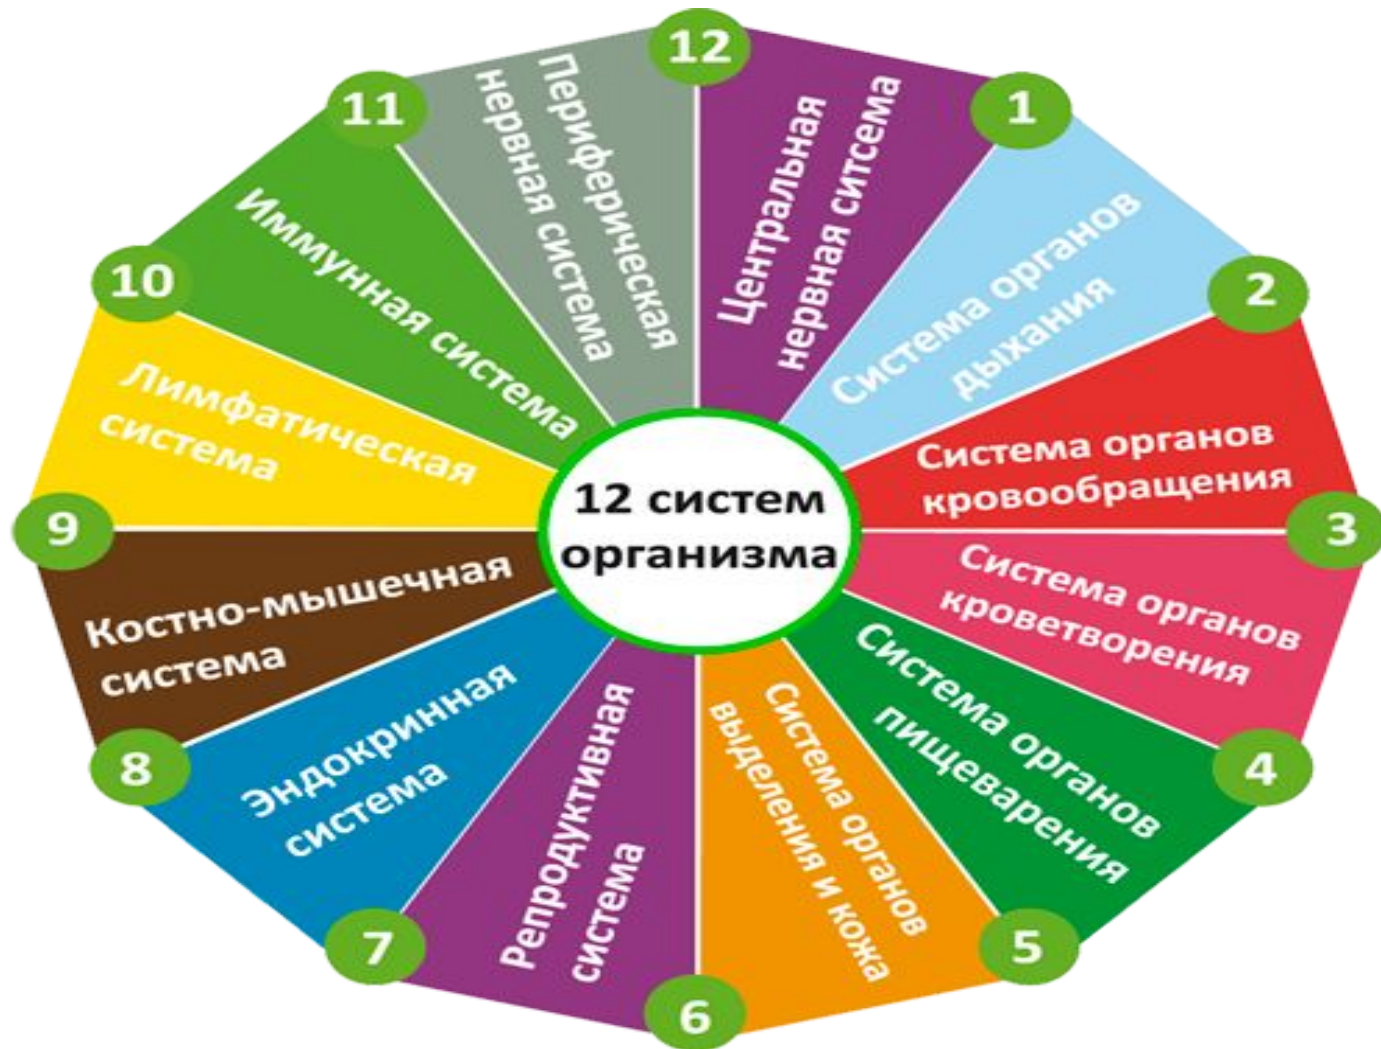 12 систем
организма
12
Центральная
нервная ситсема
1
Система органов
дыхания
2
Система органов
кровообращения
3
Система органов
кроветворения
4
Система органов
пищеварения
5
Система органов
выделения и кожа
6
Репродуктивная
система
7
Эндокринная
система
8
Костно-мышечная
система
9
Лимфатическая
система
10
Иммунная система
11
Периферическая
нервная система